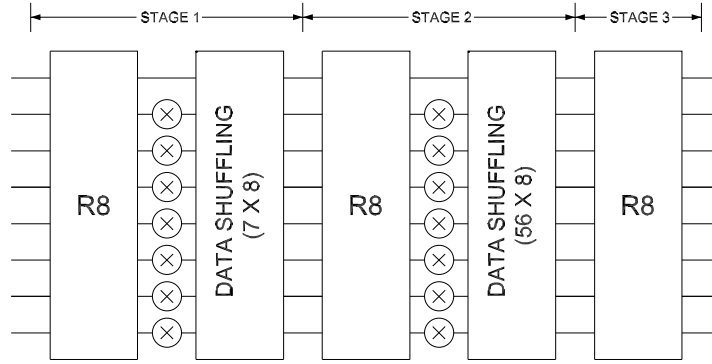 STAGE 1
STAGE 2
STAGE 3
R8
DATA SHUFFLING
(7 X 8)
R8
DATA SHUFFLING
(56 X 8)
R8